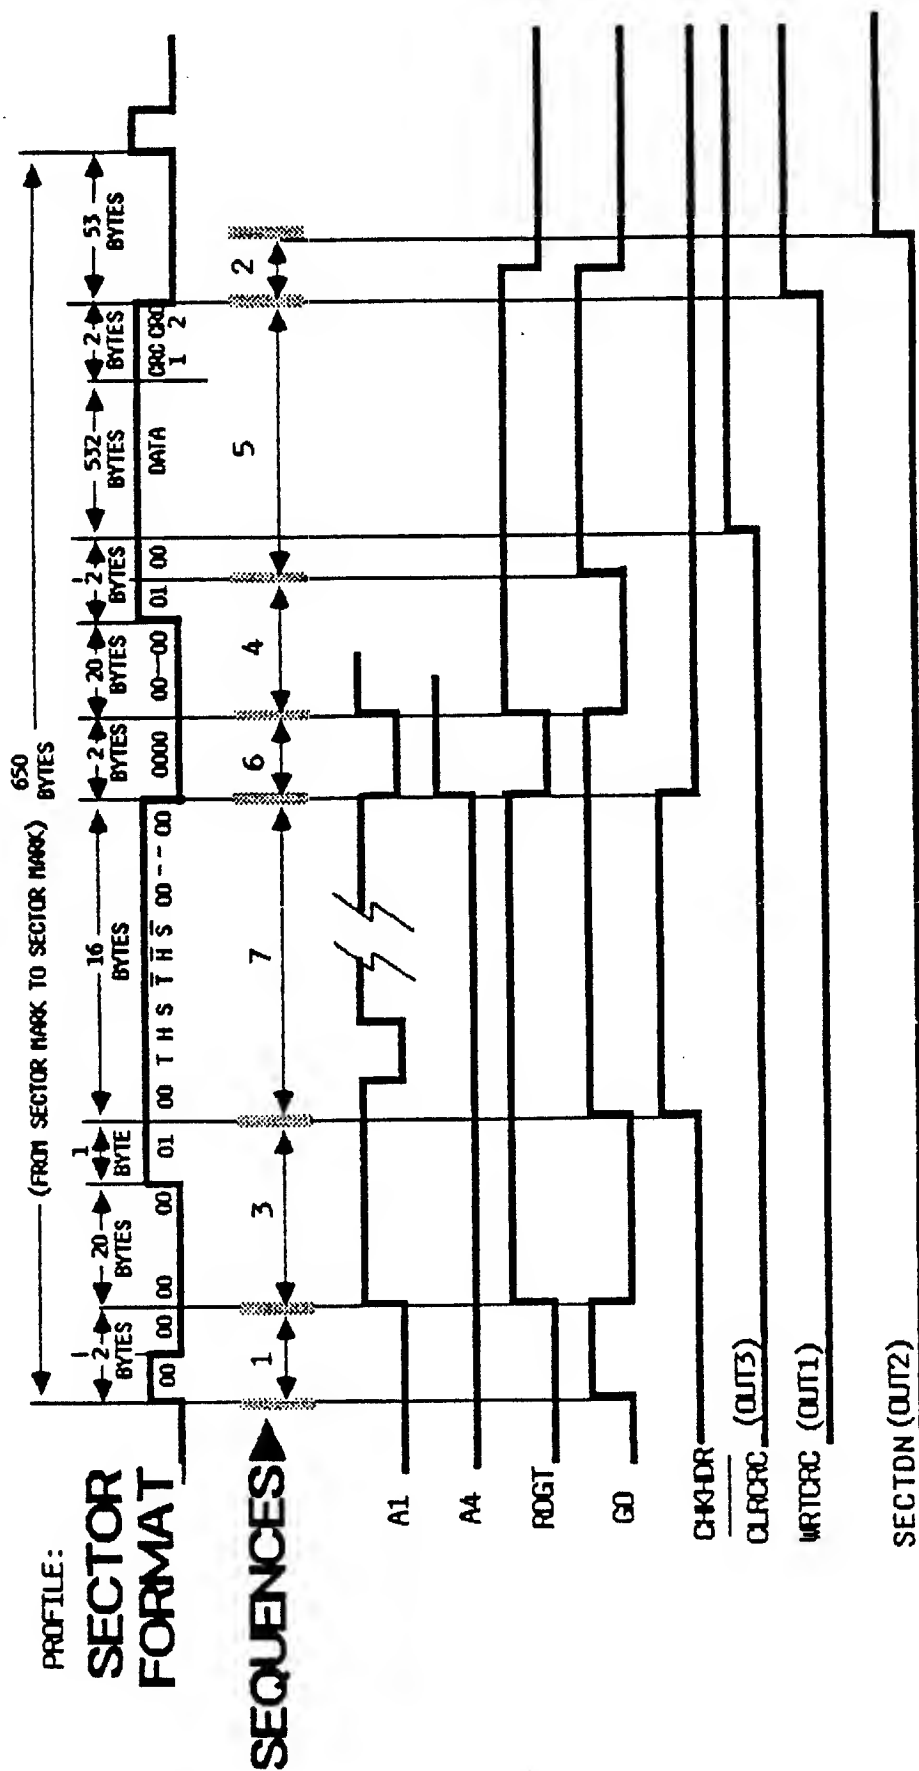 PROFILE:
SECTOR
FORMAT
650
(FROM SECTOR MARK TO SECTOR MARK) BYTES
2 BYTES
20 BYTES
1 BYTE
16 BYTES
2 BYTES
20 BYTES
2 BYTES
532 BYTES
2 BYTES
53 BYTES
00 00 00 00 01 00 T H S T̅ H̅ S̅ 00--00 0000 00--00 01 00 DATA CRC 1 CRC 2
SEQUENCES
1 3 7 6 4 5 2
A1
A4
RDGT
GO
CHKHDR
C̅L̅R̅C̅R̅C̅ (OUT3)
WRTCRC (OUT1)
SECTDN (OUT2)